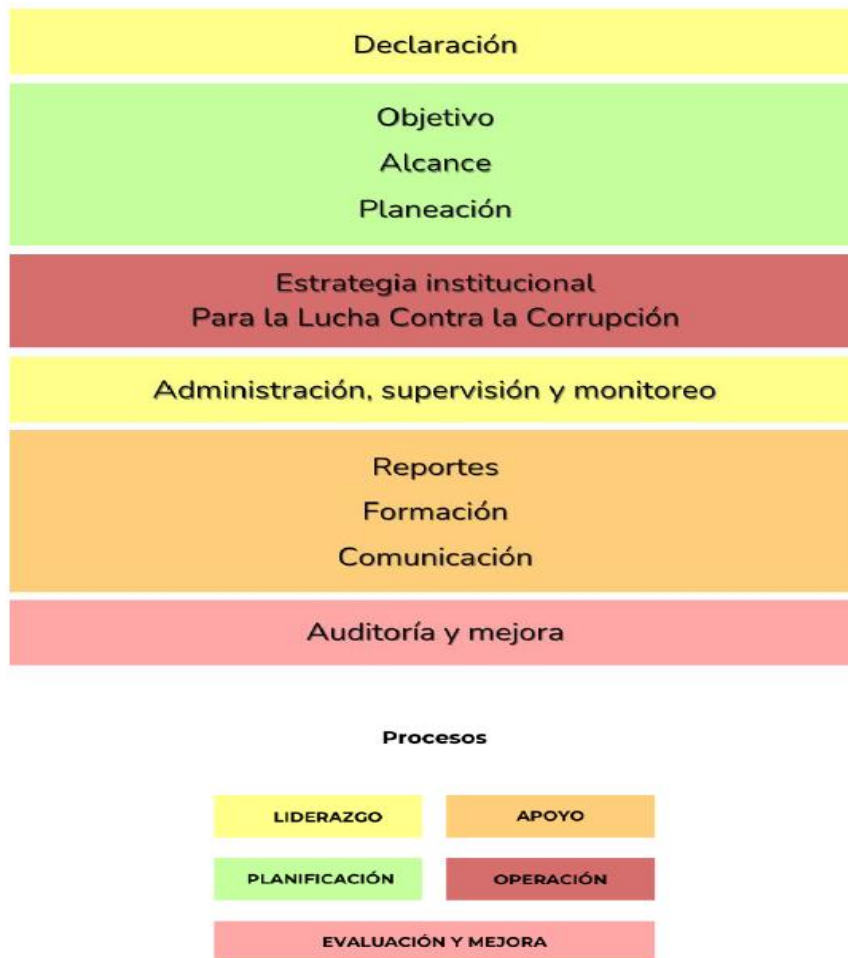 Declaración
Objetivo
Alcance
Planeación
Estrategia institucional
Para la Lucha Contra la Corrupción
Administración, supervisión y monitoreo
Reportes
Formación
Comunicación
Auditoría y mejora
Procesos
LIDERAZGO
APOYO
PLANIFICACIÓN
OPERACIÓN
EVALUACIÓN Y MEJORA